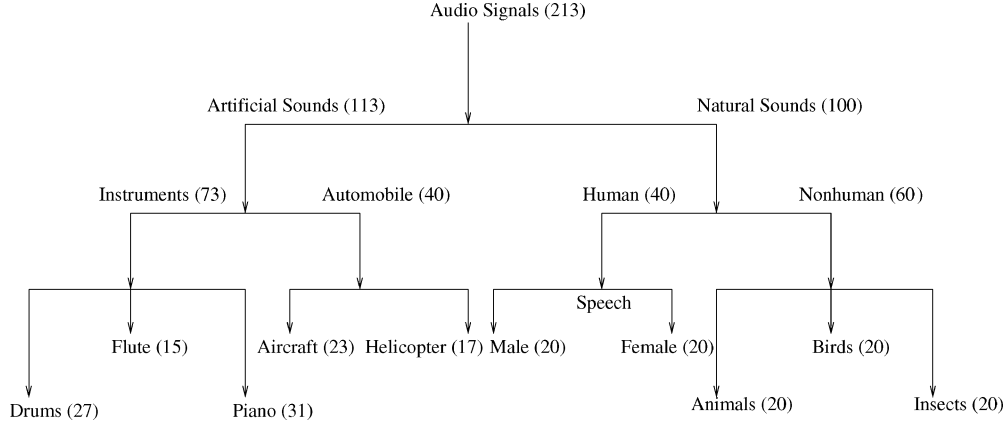 Audio Signals (213)
Artificial Sounds (113)
Natural Sounds (100)
Instruments (73)
Automobile (40)
Human (40)
Nonhuman (60)
Speech
Flute (15)
Aircraft (23)
Helicopter (17)
Male (20)
Female (20)
Birds (20)
Drums (27)
Piano (31)
Animals (20)
Insects (20)